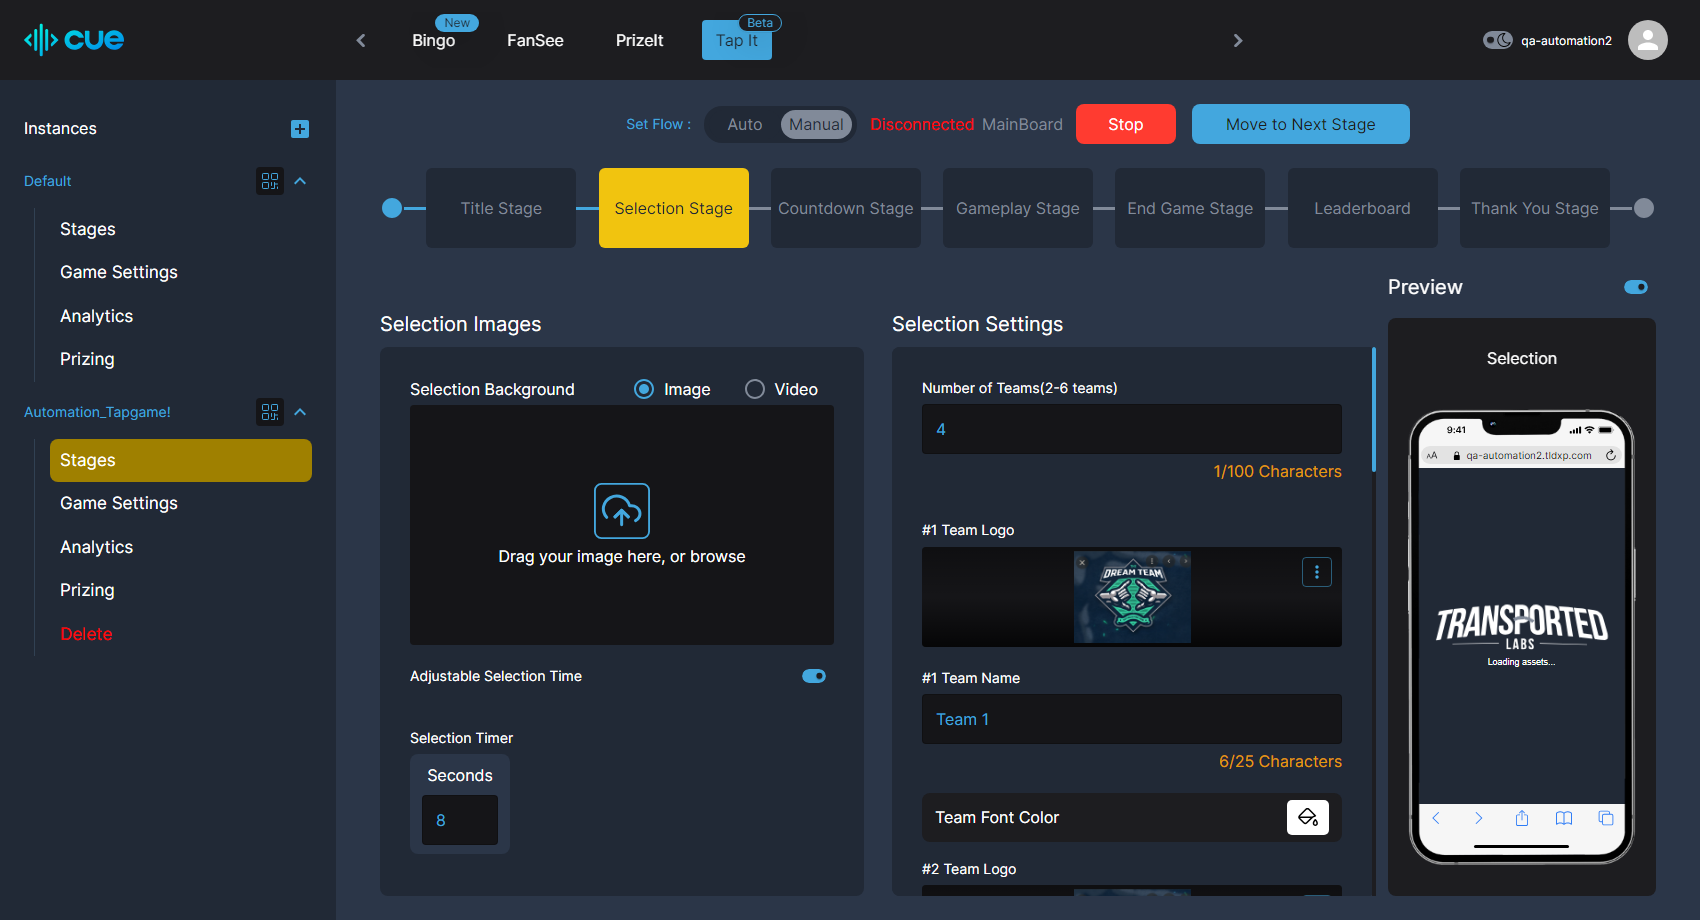 cue
New
Bingo
FanSee
PrizeIt
Beta
Tap It
qa-automation2
Instances
Default
Stages
Game Settings
Analytics
Prizing
Automation_Tapgame!
Stages
Game Settings
Analytics
Prizing
Delete
Set Flow :
Auto
Manual
Disconnected MainBoard
Stop
Move to Next Stage
Title Stage
Selection Stage
Countdown Stage
Gameplay Stage
End Game Stage
Leaderboard
Thank You Stage
Selection Images
Selection Background
Image
Video
Drag your image here, or browse
Adjustable Selection Time
Selection Timer
Seconds
8
Selection Settings
Number of Teams(2-6 teams)
4
1/100 Characters
#1 Team Logo
DREAM TEAM
#1 Team Name
Team 1
6/25 Characters
Team Font Color
#2 Team Logo
Preview
Selection
9:41
AA
qa-automation2.tldxp.com
TRANSPORTED
LABS
Loading assets...